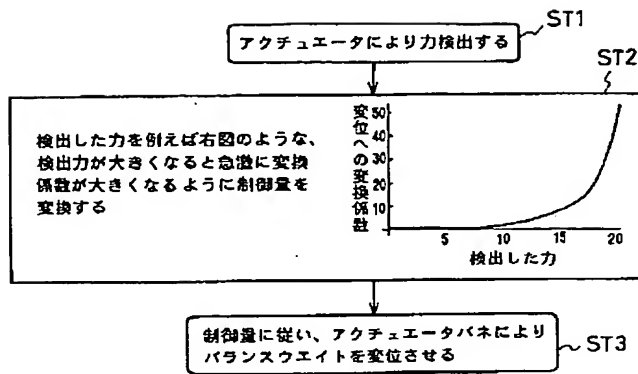 ST1
アクチュエータにより力検出する
ST2
検出した力を例えば右図のような、
検出力が大きくなると急激に変換
係数が大きくなるように制御量を
変換する
変位への変換係数
50
40
30
20
10
5 10 15 20
検出した力
制御量に従い、アクチュエータバネにより
バランスウエイトを変位させる
ST3